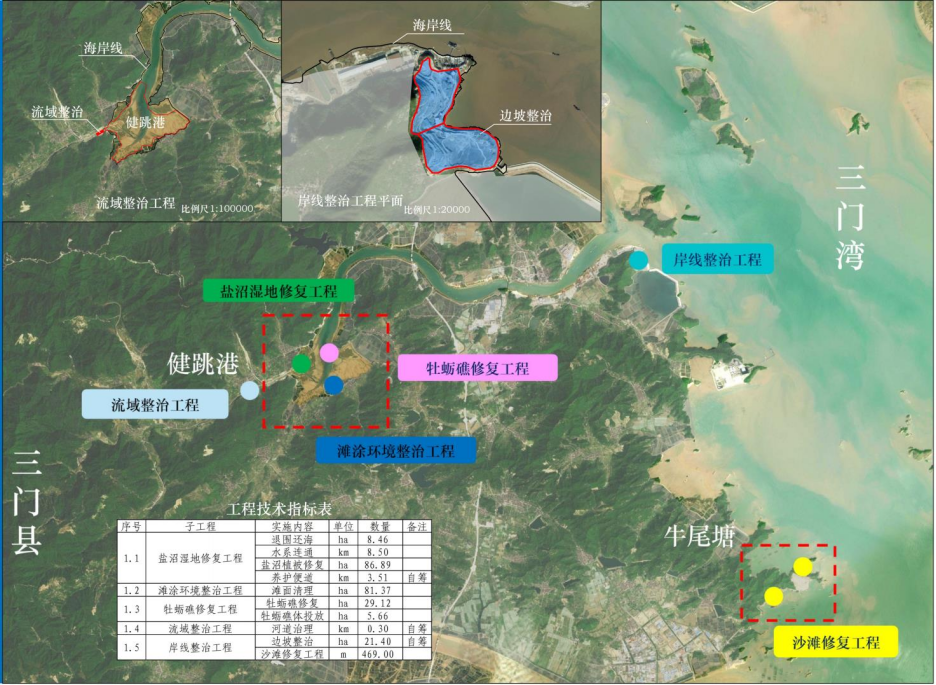 海岸线
流域整治
健跳港
流域整治工程 比例尺1:100000
海岸线
边坡整治
岸线整治工程平面 比例尺1:20000
三门湾
岸线整治工程
盐沼湿地修复工程
健跳港
牡蛎礁修复工程
流域整治工程
滩涂环境整治工程
三门县
牛尾塘
沙滩修复工程
工程技术指标表
序号 子工程 实施内容 单位 数量 备注
1.1 盐沼湿地修复工程 退围还海 ha 8.46
水系连通 km 8.50
盐沼植被修复 ha 86.89
养护便道 km 3.51 自筹
1.2 滩涂环境整治工程 滩面清理 ha 81.37
1.3 牡蛎礁修复工程 牡蛎礁修复 ha 29.12
牡蛎礁体投放 ha 5.66
1.4 流域整治工程 河道治理 km 0.30 自筹
1.5 岸线整治工程 边坡整治 ha 21.40 自筹
沙滩修复工程 m 469.00